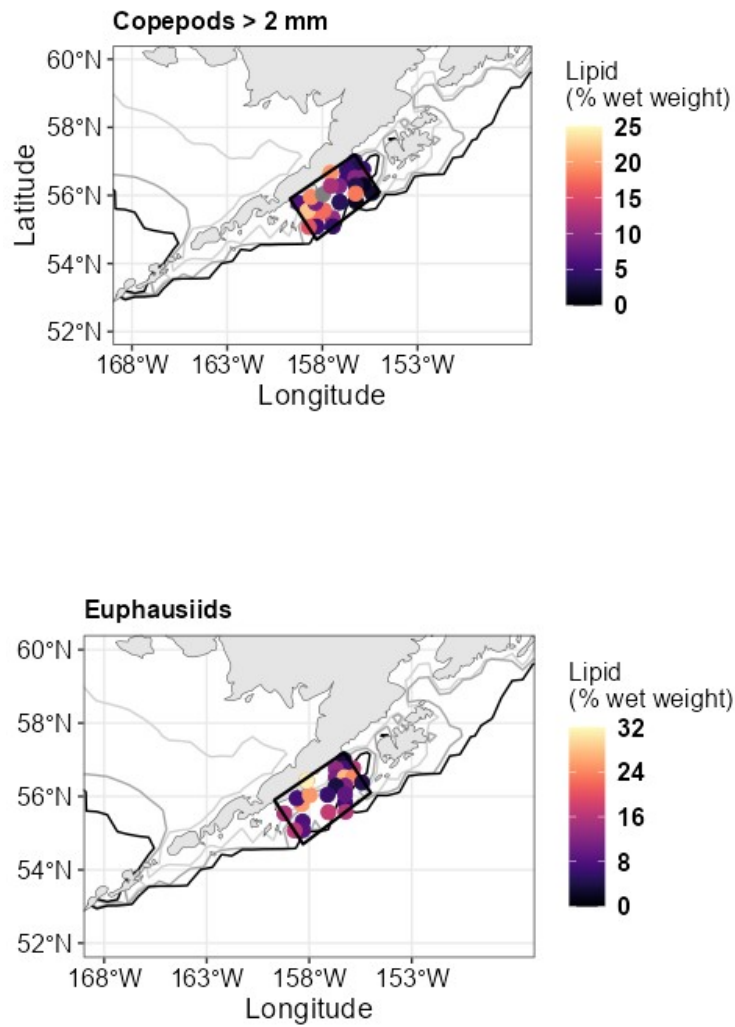 Copepods > 2 mm
60°N
58°N
56°N
54°N
52°N
Latitude
168°W 163°W 158°W 153°W
Longitude
Lipid
(% wet weight)
25
20
15
10
5
0
Euphausiids
60°N
58°N
56°N
54°N
52°N
168°W 163°W 158°W 153°W
Longitude
Lipid
(% wet weight)
32
24
16
8
0